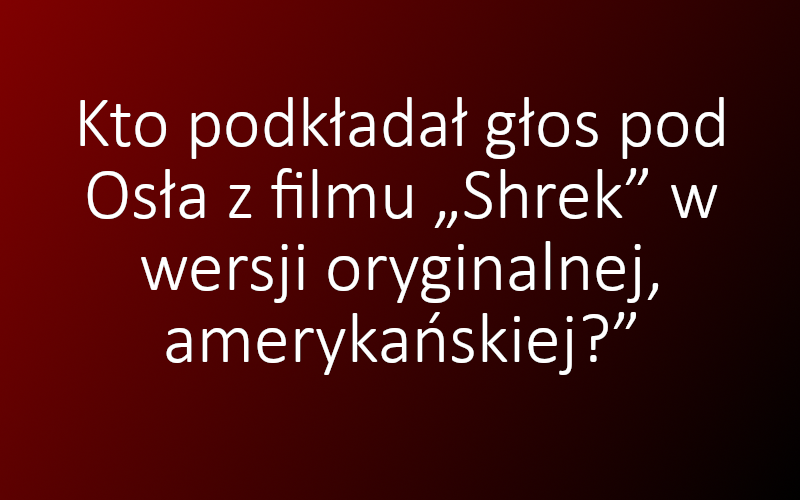 Kto podkładał głos pod
Osła z filmu „Shrek” w
wersji oryginalnej,
amerykańskiej?”